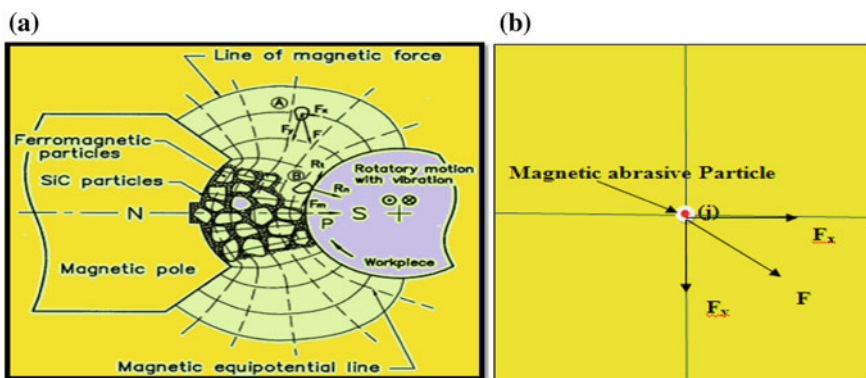 (a)
Line of magnetic force
A
Fx
Fy
F
Ferromagnetic
particles
SiC particles
B
Rt
Rn
Rotatory motion
with vibration
N
Fm
S
P
Magnetic pole
Workpiece
Magnetic equipotential line
(b)
Magnetic abrasive Particle
(j)
Fx
F
Fy